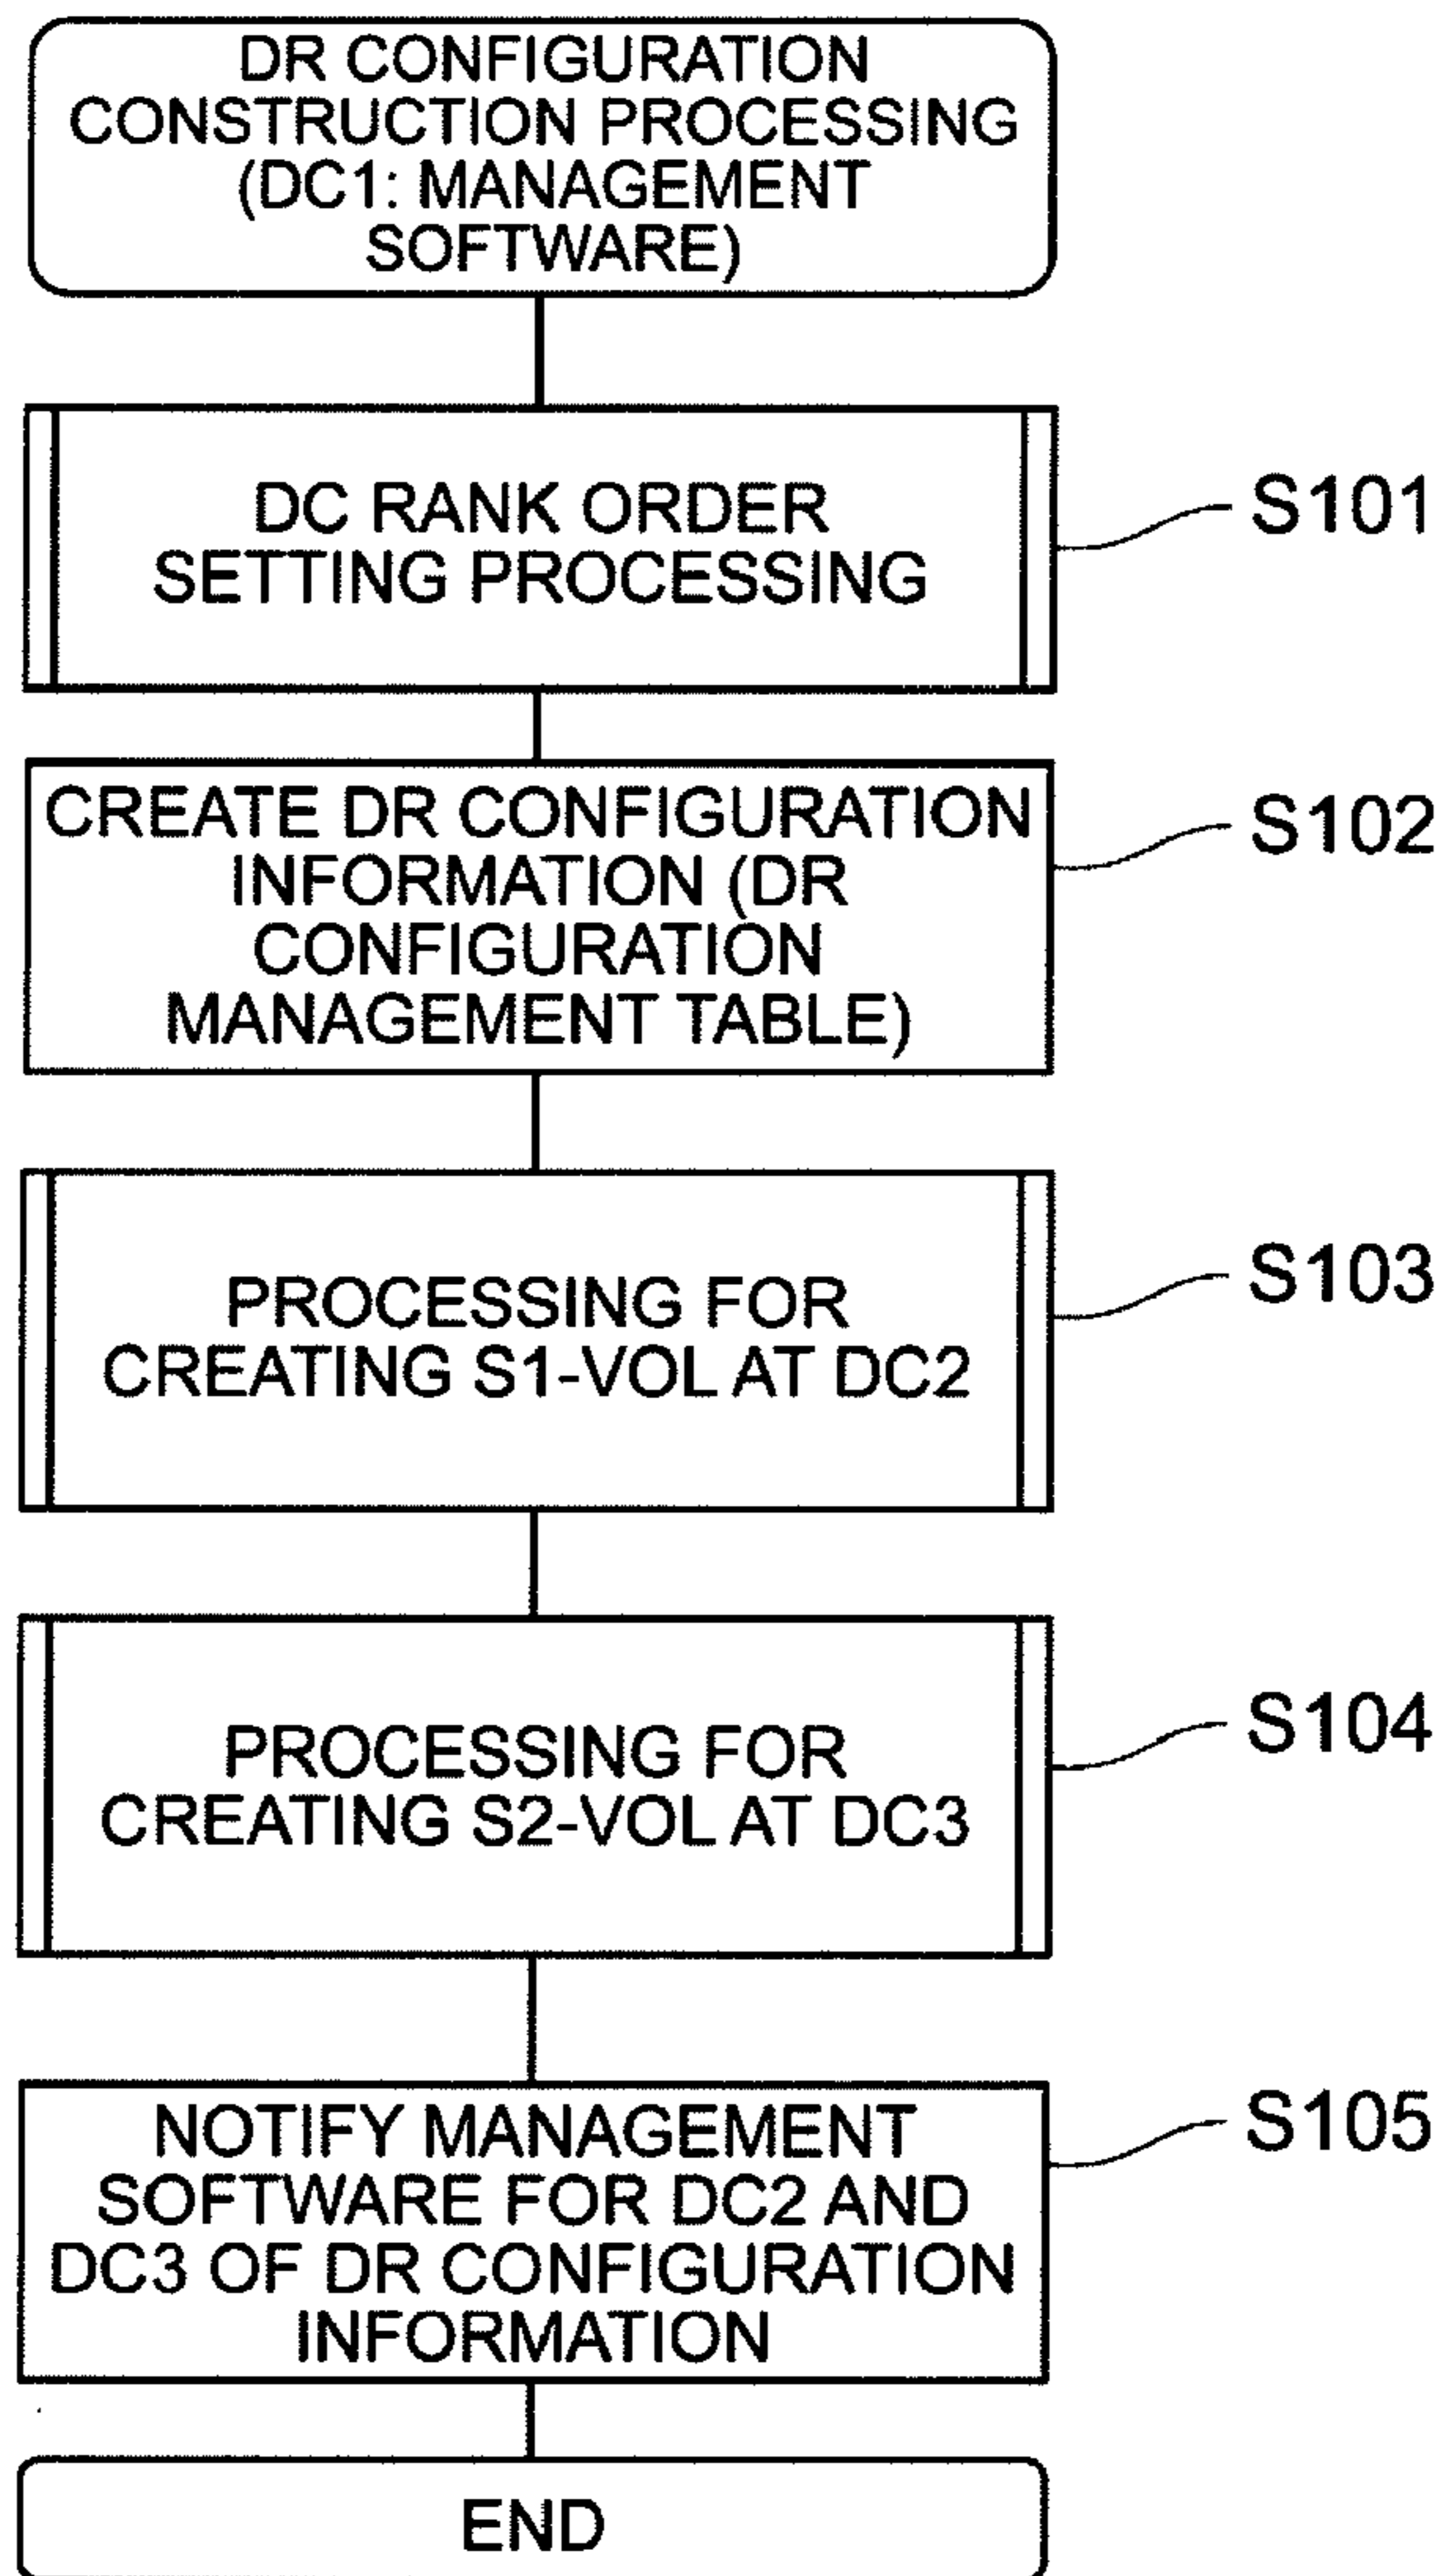 DR CONFIGURATION
CONSTRUCTION PROCESSING
(DC1: MANAGEMENT
SOFTWARE)
DC RANK ORDER
SETTING PROCESSING
S101
CREATE DR CONFIGURATION
INFORMATION (DR
CONFIGURATION
MANAGEMENT TABLE)
S102
PROCESSING FOR
CREATING S1-VOL AT DC2
S103
PROCESSING FOR
CREATING S2-VOL AT DC3
S104
NOTIFY MANAGEMENT
SOFTWARE FOR DC2 AND
DC3 OF DR CONFIGURATION
INFORMATION
S105
END